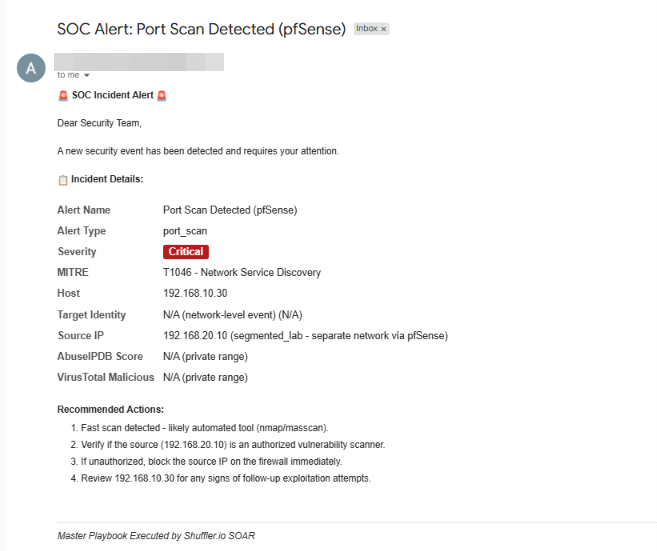 SOC Alert: Port Scan Detected (pfSense) Inbox ×
A
to me
🚨 SOC Incident Alert 🚨
Dear Security Team,
A new security event has been detected and requires your attention.
📋 Incident Details:
Alert Name Port Scan Detected (pfSense)
Alert Type port_scan
Severity Critical
MITRE T1046 - Network Service Discovery
Host 192.168.10.30
Target Identity N/A (network-level event) (N/A)
Source IP 192.168.20.10 (segmented_lab - separate network via pfSense)
AbuseIPDB Score N/A (private range)
VirusTotal Malicious N/A (private range)
Recommended Actions:
1. Fast scan detected - likely automated tool (nmap/masscan).
2. Verify if the source (192.168.20.10) is an authorized vulnerability scanner.
3. If unauthorized, block the source IP on the firewall immediately.
4. Review 192.168.10.30 for any signs of follow-up exploitation attempts.
Master Playbook Executed by Shuffler.io SOAR